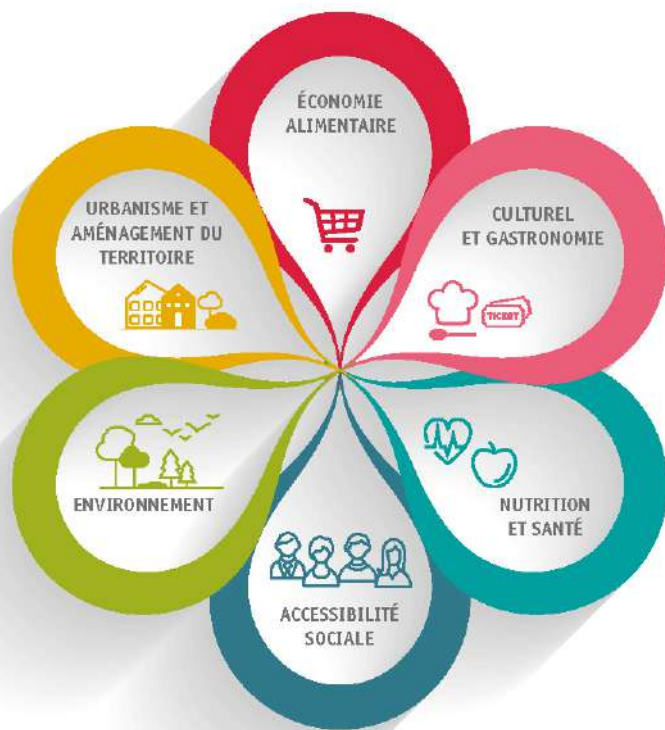 ÉCONOMIE
ALIMENTAIRE
CULTUREL
ET GASTRONOMIE
TICKET
NUTRITION
ET SANTÉ
ACCESSIBILITÉ
SOCIALE
ENVIRONNEMENT
URBANISME ET
AMÉNAGEMENT DU
TERRITOIRE